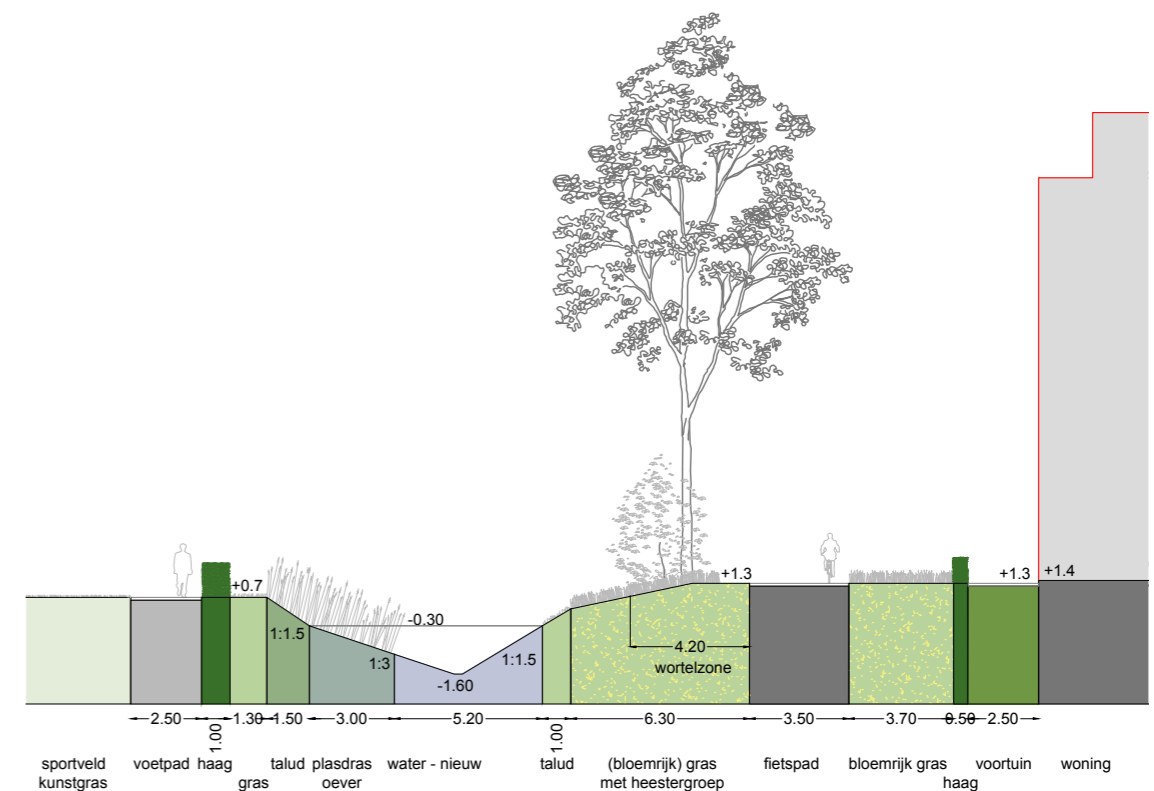 +0.7
+1.3
+1.3
+1.4
-0.30
1:1.5
1:3
1:1.5
-1.60
4.20
wortelzone
2.50
1.00
1.30
1.50
3.00
5.20
1.00
6.30
3.50
3.70
0.50
2.50
sportveld
kunstgras
voetpad
haag
gras
talud
plasdras
oever
water - nieuw
talud
(bloemrijk) gras
met heestergroep
fietspad
bloemrijk gras
haag
voortuin
woning